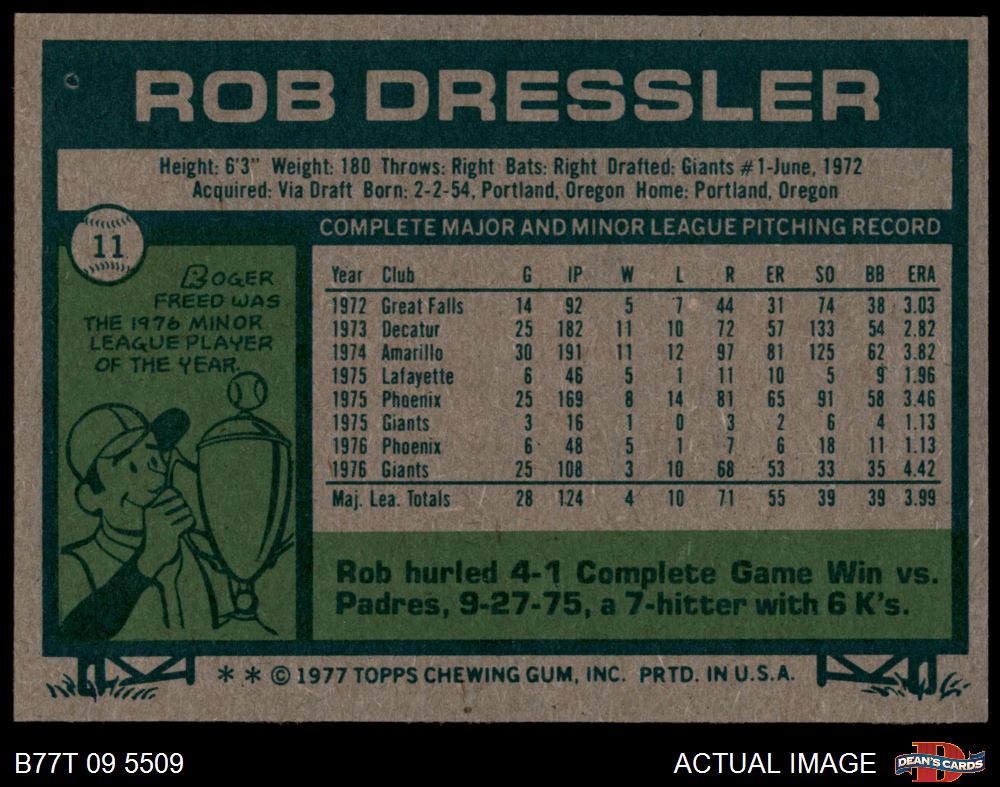 ROB DRESSLER
Height: 6'3" Weight: 180 Throws: Right Bats: Right Drafted: Giants #1-June, 1972
Acquired: Via Draft Born: 2-2-54, Portland, Oregon Home: Portland, Oregon
11
ROGER
FREED WAS
THE 1976 MINOR
LEAGUE PLAYER
OF THE YEAR.
COMPLETE MAJOR AND MINOR LEAGUE PITCHING RECORD
Year Club G IP W L R ER SO BB ERA
1972 Great Falls 14 92 5 7 44 31 74 38 3.03
1973 Decatur 25 182 11 10 72 57 133 54 2.82
1974 Amarillo 30 191 11 12 97 81 125 62 3.82
1975 Lafayette 6 46 5 1 11 10 5 9 1.96
1975 Phoenix 25 169 8 14 81 65 91 58 3.46
1975 Giants 3 16 1 0 3 2 6 4 1.13
1976 Phoenix 6 48 5 1 7 6 18 11 1.13
1976 Giants 25 108 3 10 68 53 33 35 4.42
Maj. Lea. Totals 28 124 4 10 71 55 39 39 3.99
Rob hurled 4-1 Complete Game Win vs.
Padres, 9-27-75, a 7-hitter with 6 K's.
* * © 1977 TOPPS CHEWING GUM, INC. PRTD. IN U.S.A.
B77T 09 5509
ACTUAL IMAGE
DEAN'S CARDS